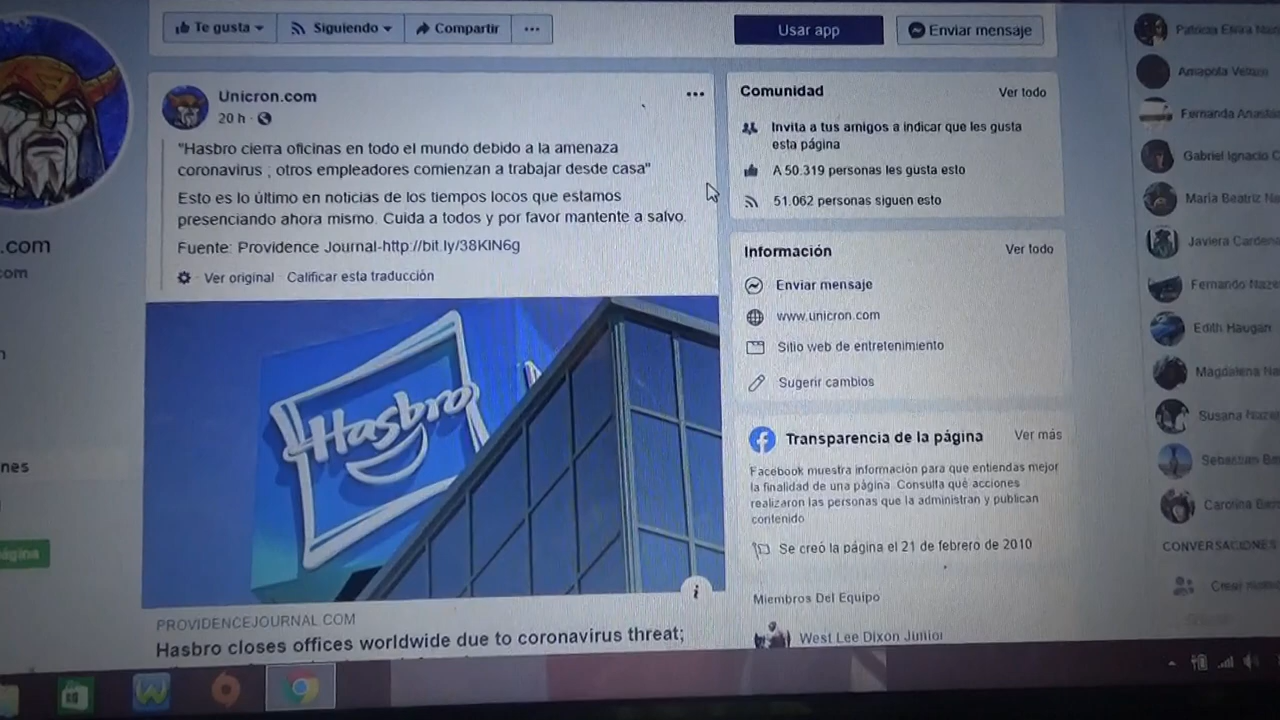 Te gusta
Siguiendo
Compartir
Usar app
Enviar mensaje
Unicron.com
20 h
"Hasbro cierra oficinas en todo el mundo debido a la amenaza
coronavirus ; otros empleadores comienzan a trabajar desde casa"
Esto es lo último en noticias de los tiempos locos que estamos
presenciando ahora mismo. Cuida a todos y por favor mantente a salvo.
Fuente: Providence Journal-http://bit.ly/38KIN6g
Ver original Calificar esta traducción
Hasbro
PROVIDENCEJOURNAL.COM
Hasbro closes offices worldwide due to coronavirus threat;
.com
com
nes
Comunidad
Ver todo
Invita a tus amigos a indicar que les gusta
esta página
A 50.319 personas les gusta esto
51.062 personas siguen esto
Información
Ver todo
Enviar mensaje
www.unicron.com
Sitio web de entretenimiento
Sugerir cambios
Transparencia de la página
Ver más
Facebook muestra información para que entiendas mejor
la finalidad de una página. Consulta qué acciones
realizaron las personas que la administran y publican
contenido
Se creó la página el 21 de febrero de 2010
Miembros Del Equipo
West Lee Dixon Junior
Patricia Elvira
Amapola
Fernanda
Gabriel Ignacio
María Beatriz
Javiera
Fernando
Edith Haugan
Magdalena
Susana
Sebastian
Carolina
CONVERSACIONES